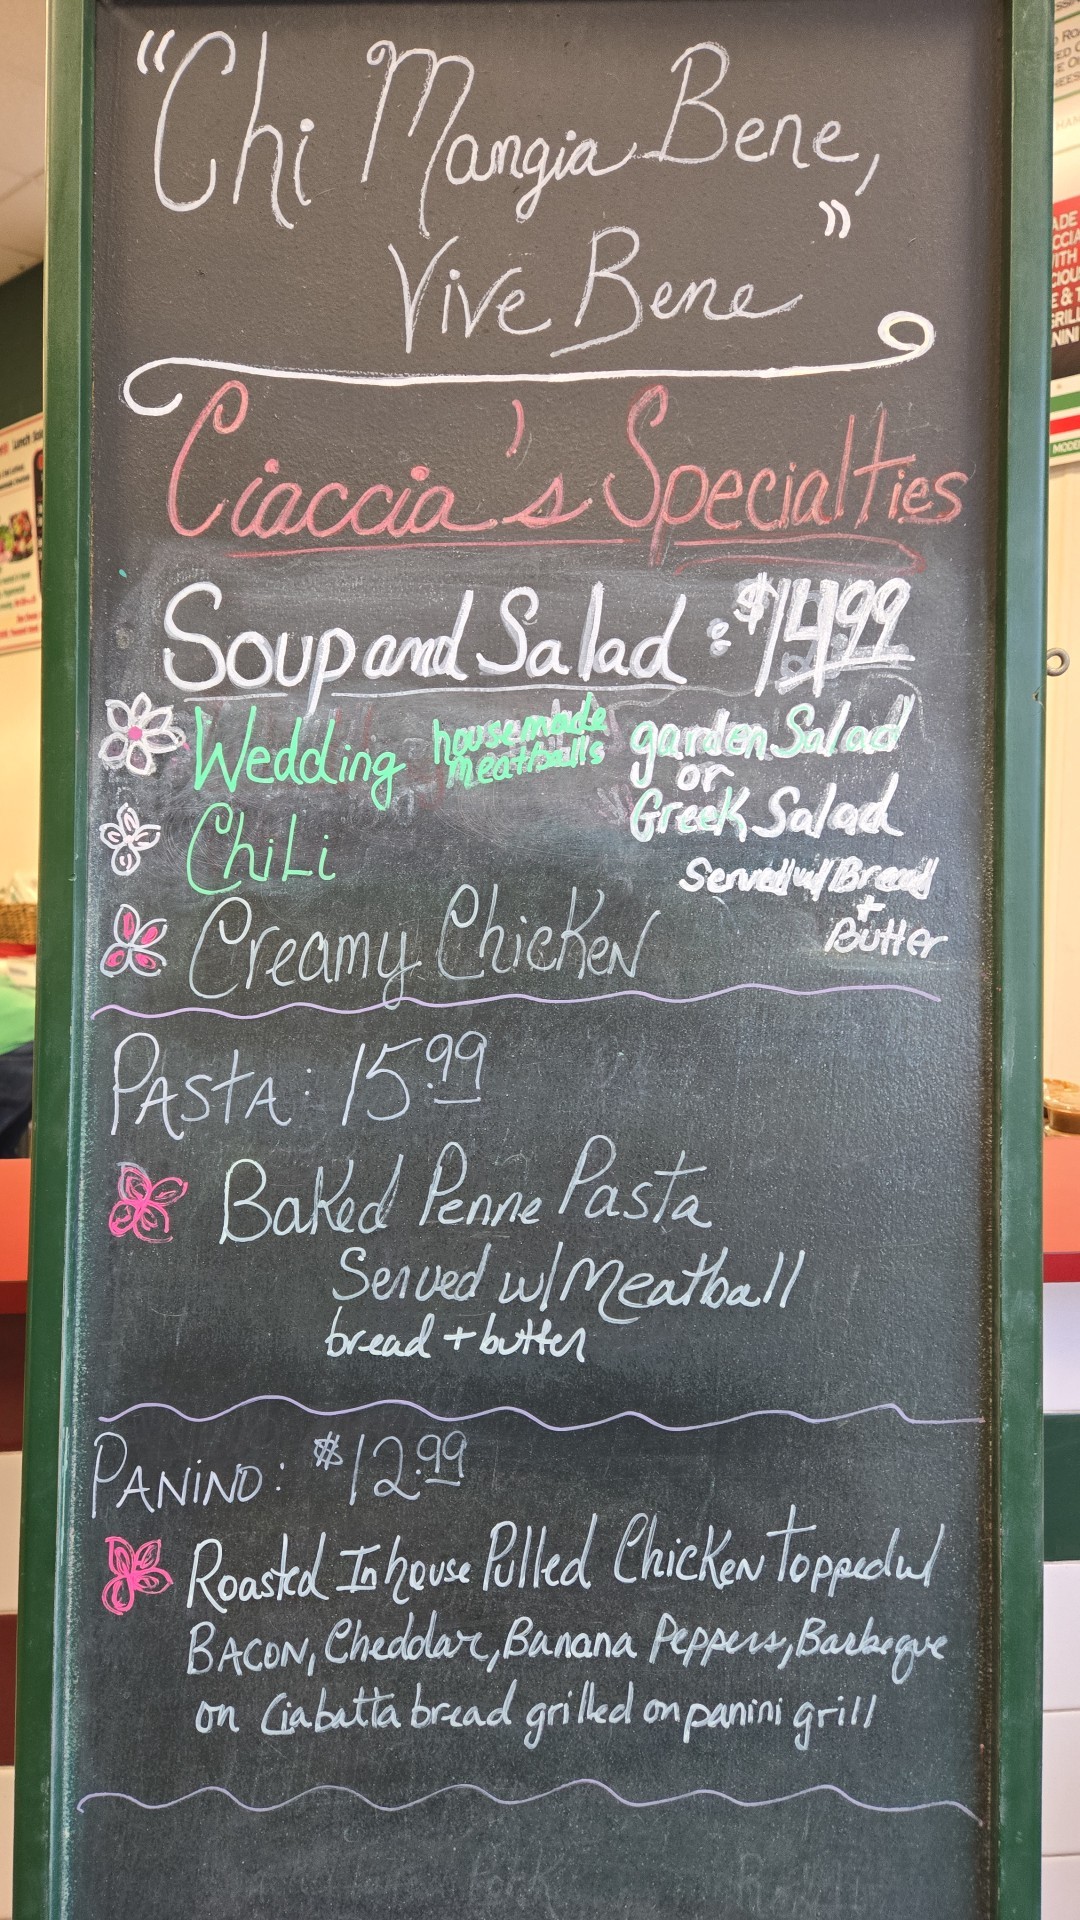 "Chi Mangia Bene,
Vive Bene"
Ciaccia's Specialties
Soup and Salad : $14.99
Wedding housemade meatballs
garden Salad
or
Greek Salad
Chili
Served w/ Bread
+
Butter
Creamy Chicken
Pasta: 15.99
Baked Penne Pasta
Served w/ Meatball
bread + butter
Panino: $12.99
Roasted Inhouse Pulled Chicken topped w/
Bacon, Cheddar, Banana Peppers, Barbeque
on Ciabatta bread grilled on panini grill
Pork